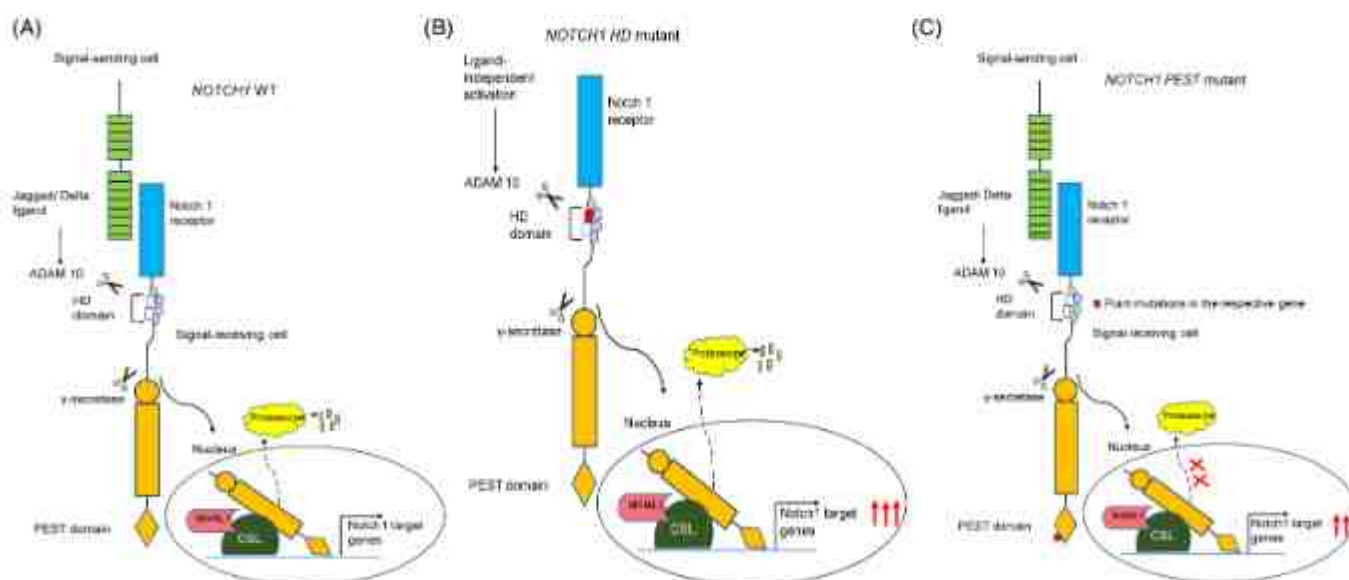 (A)
Signal-sending cell
NOTCH1 WT
Jagged/ Delta
ligand
Notch 1
receptor
ADAM 10
HD
domain
Signal-receiving cell
γ-secretase
Proteasome
Nucleus
PEST domain
MAML1
CSL
Notch 1 target
genes
(B)
NOTCH1 HD mutant
Ligand-
independent
activation
Notch 1
receptor
ADAM 10
HD
domain
γ-secretase
Proteasome
Nucleus
PEST domain
MAML1
CSL
Notch1 target
genes
(C)
Signal-sending cell
NOTCH1 PEST mutant
Jagged/ Delta
ligand
Notch 1
receptor
ADAM 10
HD
domain
Point mutations in the respective gene
Signal-receiving cell
γ-secretase
Proteasome
Nucleus
PEST domain
MAML1
CSL
Notch1 target
genes